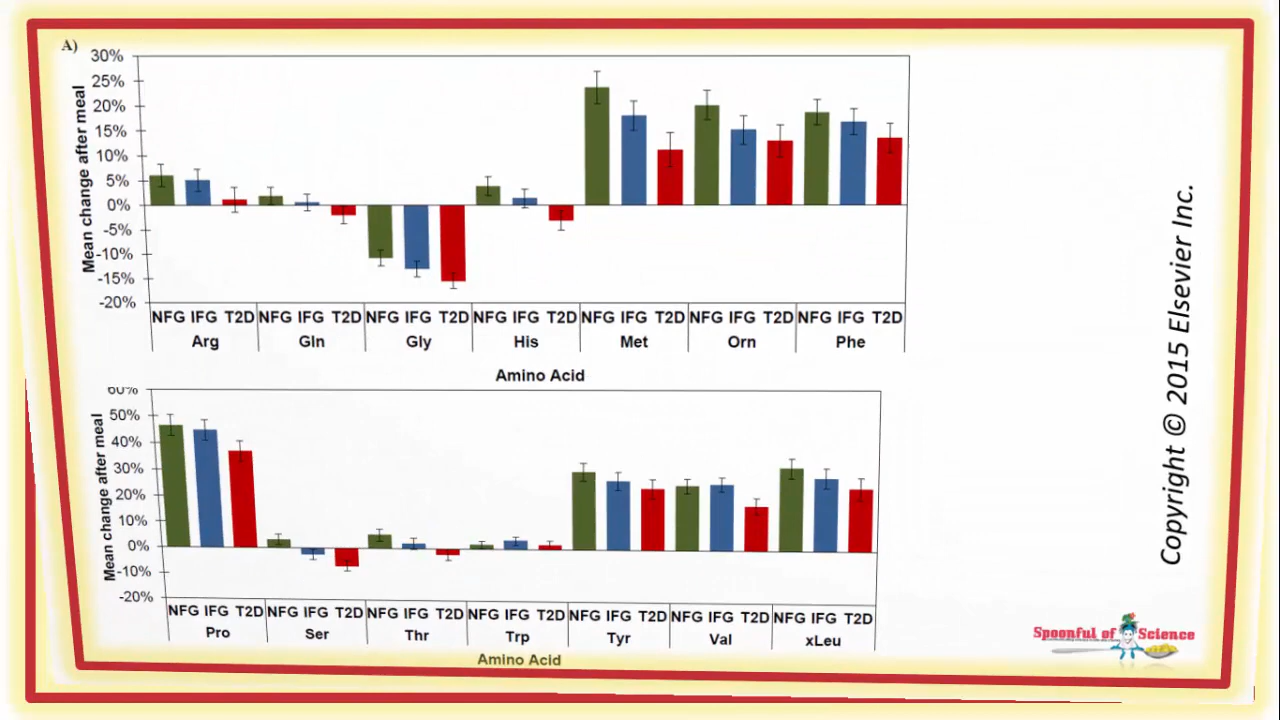 A)
Mean change after meal
30%
25%
20%
15%
10%
5%
0%
-5%
-10%
-15%
-20%
NFG IFG T2D NFG IFG T2D NFG IFG T2D NFG IFG T2D NFG IFG T2D NFG IFG T2D NFG IFG T2D
Arg Gln Gly His Met Orn Phe
Amino Acid
Mean change after meal
60%
50%
40%
30%
20%
10%
0%
-10%
-20%
NFG IFG T2D NFG IFG T2D NFG IFG T2D NFG IFG T2D NFG IFG T2D NFG IFG T2D NFG IFG T2D
Pro Ser Thr Trp Tyr Val xLeu
Amino Acid
Copyright © 2015 Elsevier Inc.
Spoonful of Science